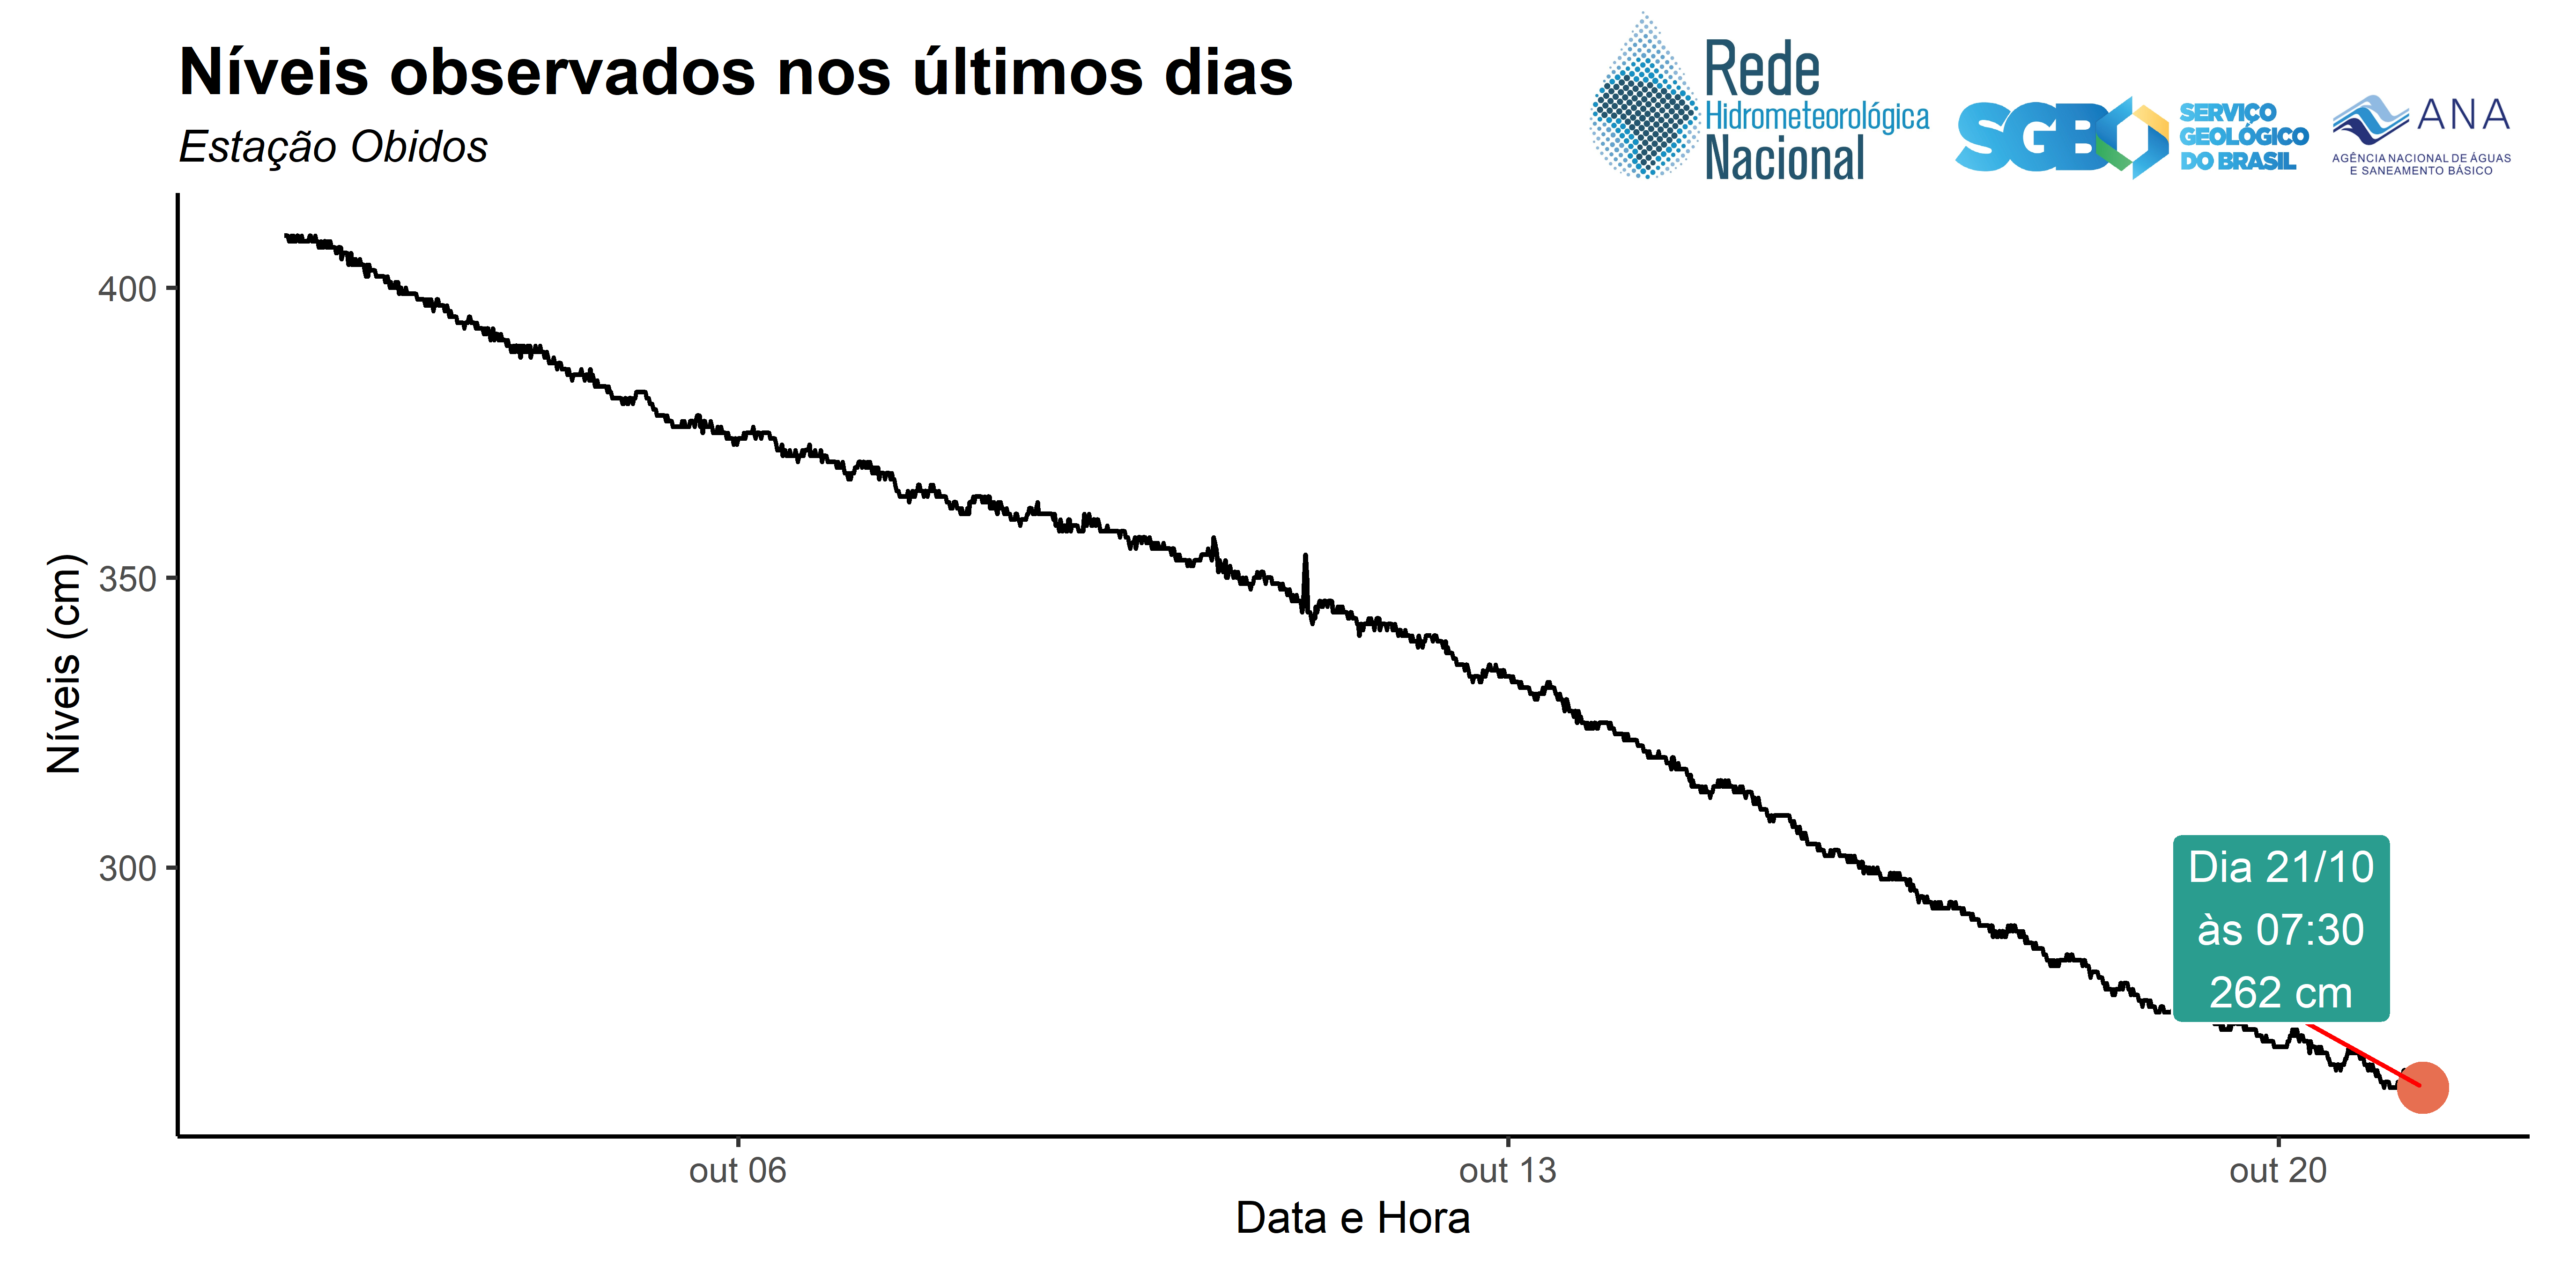 Níveis observados nos últimos dias
Estação Obidos
Rede
Hidrometeorológica
Nacional
SGB
SERVIÇO
GEOLÓGICO
DO BRASIL
ANA
AGÊNCIA NACIONAL DE ÁGUAS
E SANEAMENTO BÁSICO
Níveis (cm)
400
350
300
Dia 21/10
às 07:30
262 cm
out 06
out 13
out 20
Data e Hora